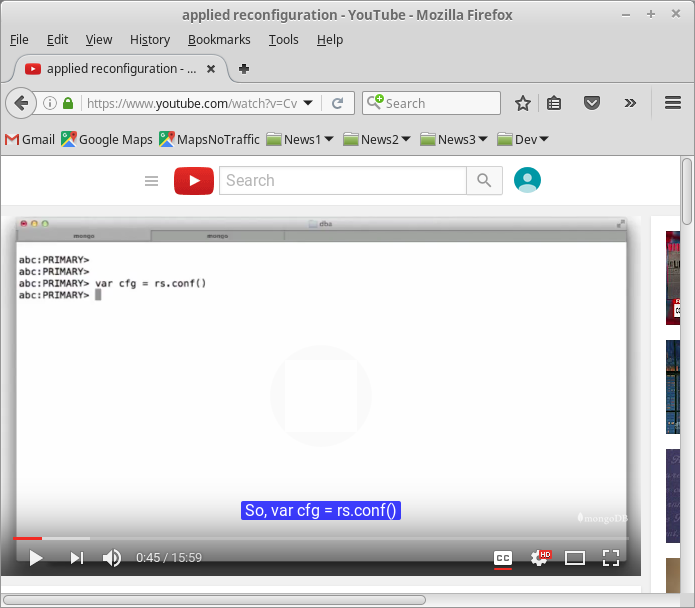 applied reconfiguration - YouTube - Mozilla Firefox
File Edit View History Bookmarks Tools Help
applied reconfiguration - ...
https://www.youtube.com/watch?v=Cv
Search
Gmail Google Maps MapsNoTraffic News1 News2 News3 Dev
Search
dba
mongo mongo
abc:PRIMARY>
abc:PRIMARY>
abc:PRIMARY> var cfg = rs.conf()
abc:PRIMARY>
So, var cfg = rs.conf()
mongoDB
0:45 / 15:59
CC HD